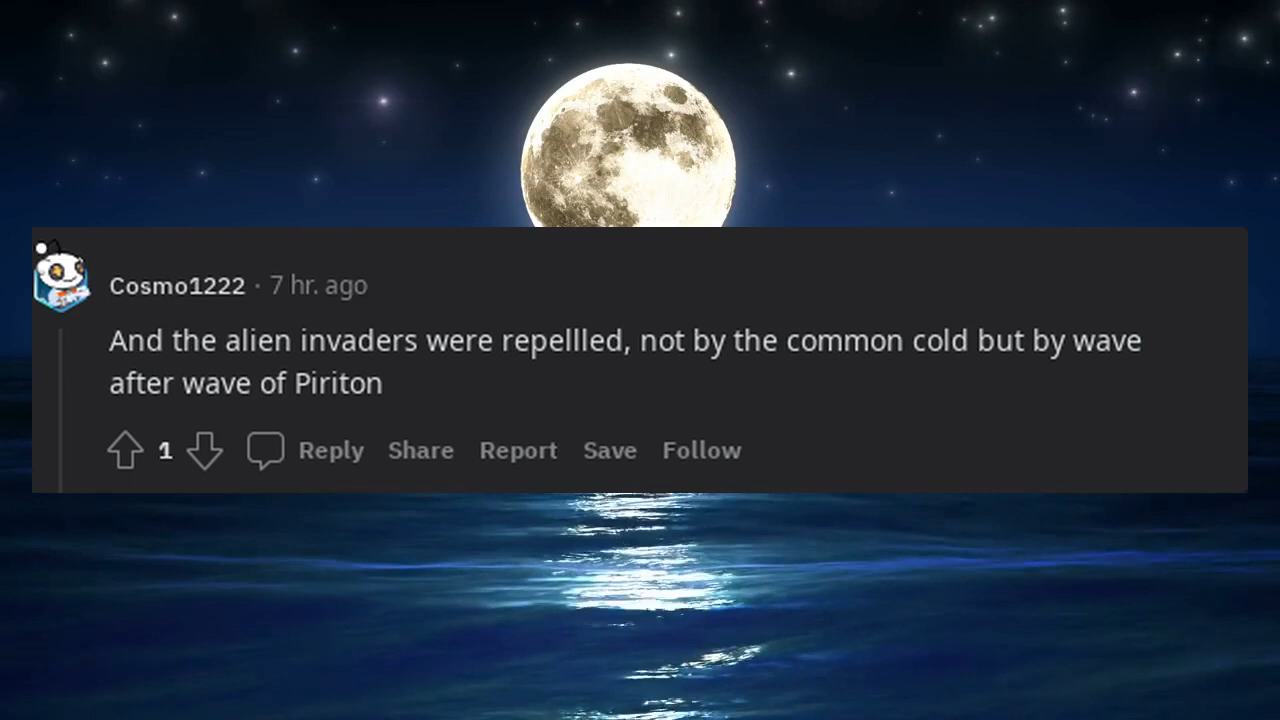 Cosmo1222 · 7 hr. ago
And the alien invaders were repellled, not by the common cold but by wave
after wave of Piriton
1 Reply Share Report Save Follow